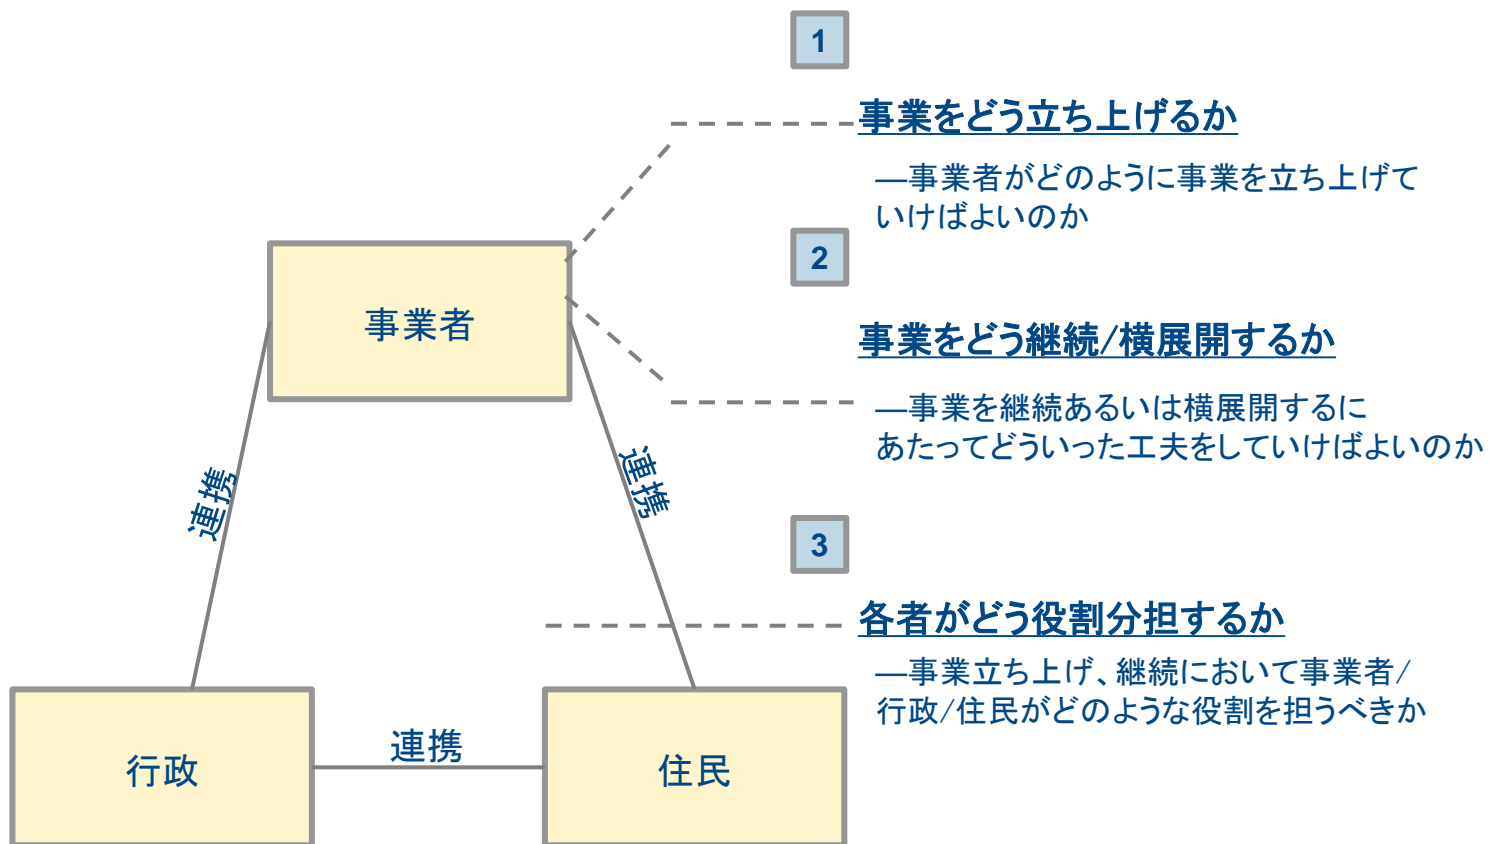 1
事業をどう立ち上げるか
―事業者がどのように事業を立ち上げて
いけばよいのか
2
事業者
事業をどう継続/横展開するか
―事業を継続あるいは横展開するに
あたってどういった工夫をしていけばよいのか
連携
連携
3
各者がどう役割分担するか
―事業立ち上げ、継続において事業者/
行政/住民がどのような役割を担うべきか
行政
連携
住民